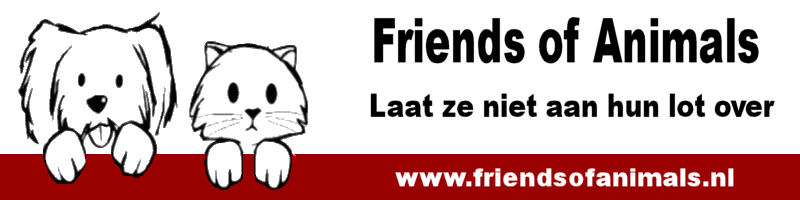 Friends of Animals
Laat ze niet aan hun lot over
www.friendsofanimals.nl